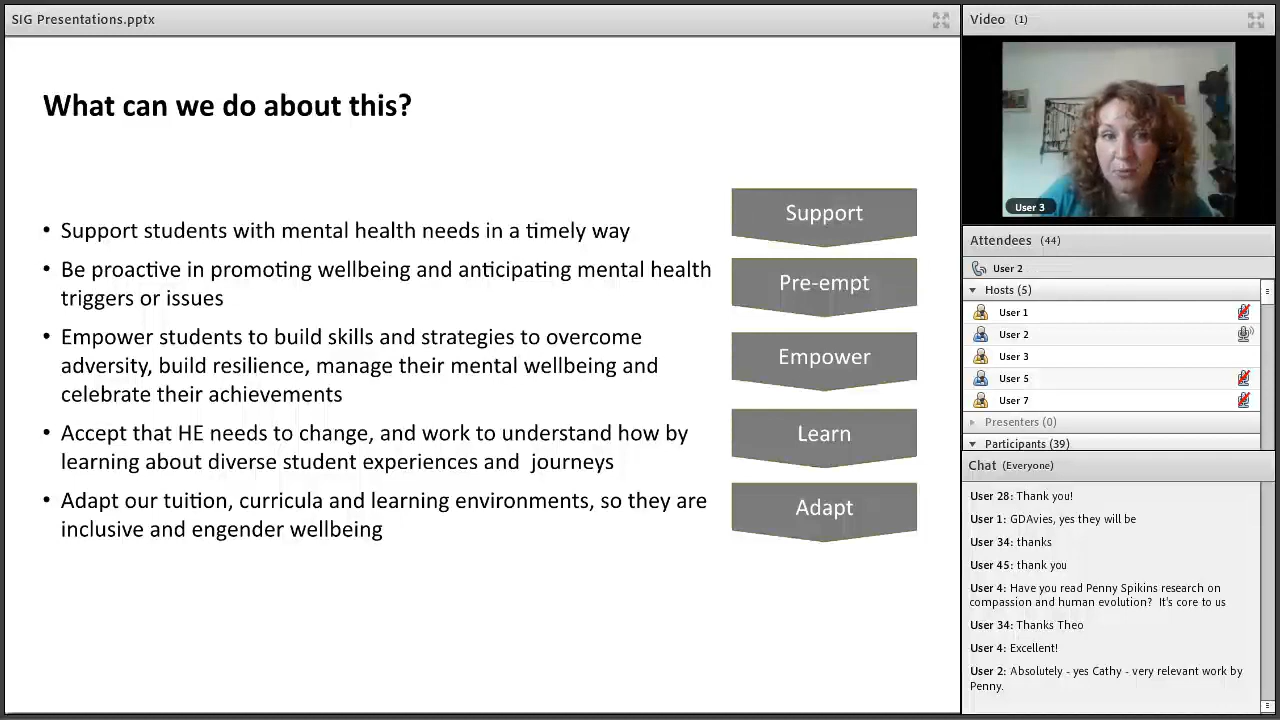 SIG Presentations.pptx
What can we do about this?
• Support students with mental health needs in a timely way
• Be proactive in promoting wellbeing and anticipating mental health
triggers or issues
• Empower students to build skills and strategies to overcome
adversity, build resilience, manage their mental wellbeing and
celebrate their achievements
• Accept that HE needs to change, and work to understand how by
learning about diverse student experiences and  journeys
• Adapt our tuition, curricula and learning environments, so they are
inclusive and engender wellbeing
Support
Pre-empt
Empower
Learn
Adapt
Video (1)
User 3
Attendees (44)
User 2
Hosts (5)
User 1
User 2
User 3
User 5
User 7
Presenters (0)
Participants (39)
Chat (Everyone)
User 28: Thank you!
User 1: GDAvies, yes they will be
User 34: thanks
User 45: thank you
User 4: Have you read Penny Spikins research on
compassion and human evolution?  It's core to us
User 34: Thanks Theo
User 4: Excellent!
User 2: Absolutely - yes Cathy - very relevant work by
Penny.